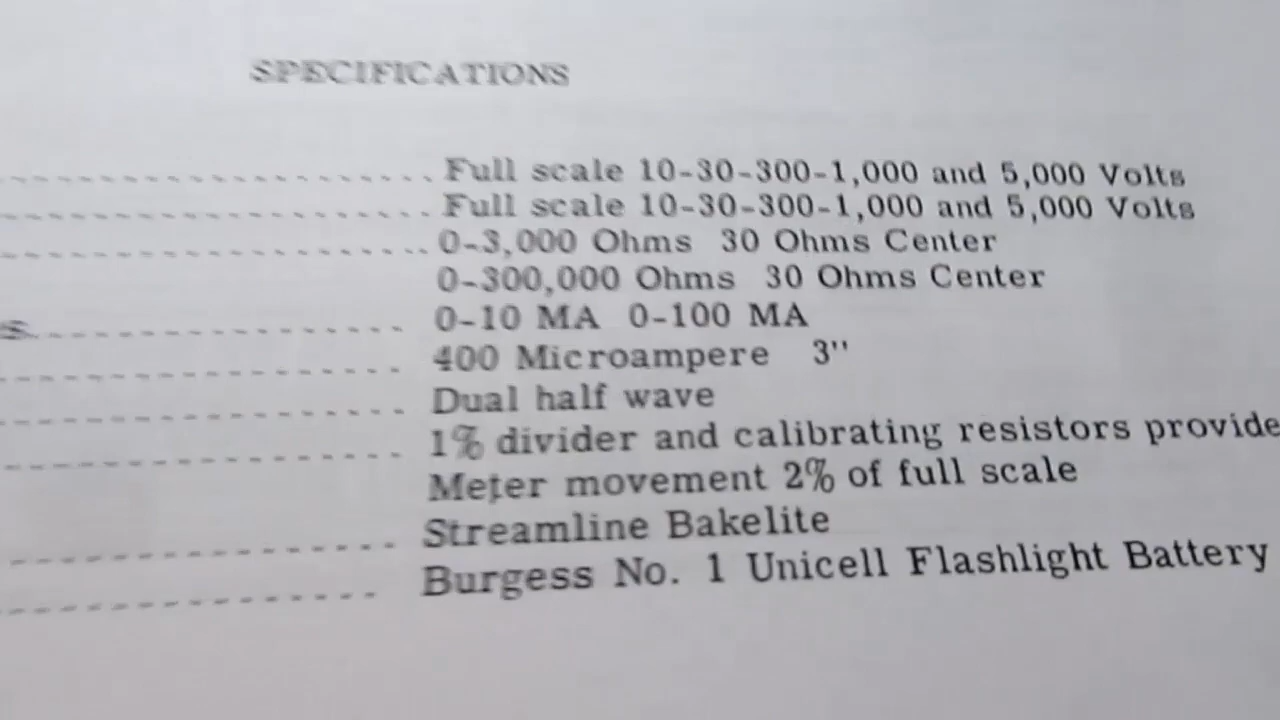 SPECIFICATIONS
Full scale 10-30-300-1,000 and 5,000 Volts
Full scale 10-30-300-1,000 and 5,000 Volts
0-3,000 Ohms 30 Ohms Center
0-300,000 Ohms 30 Ohms Center
s 0-10 MA 0-100 MA
400 Microampere 3"
Dual half wave
1% divider and calibrating resistors provide
Meter movement 2% of full scale
Streamline Bakelite
Burgess No. 1 Unicell Flashlight Battery